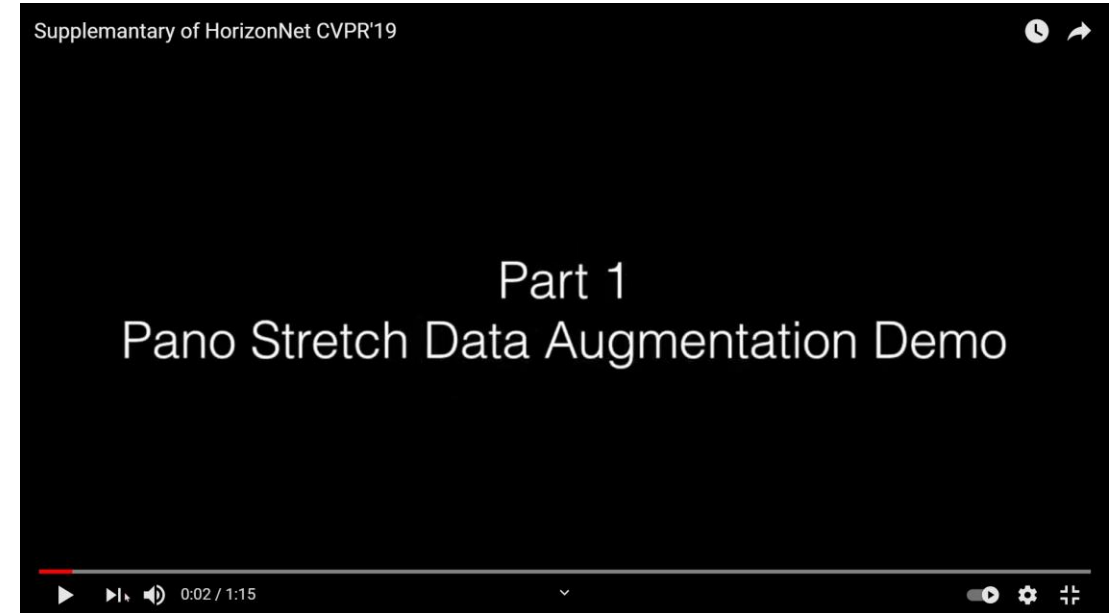 Supplemantary of HorizonNet CVPR'19
Part 1
Pano Stretch Data Augmentation Demo
0:02 / 1:15